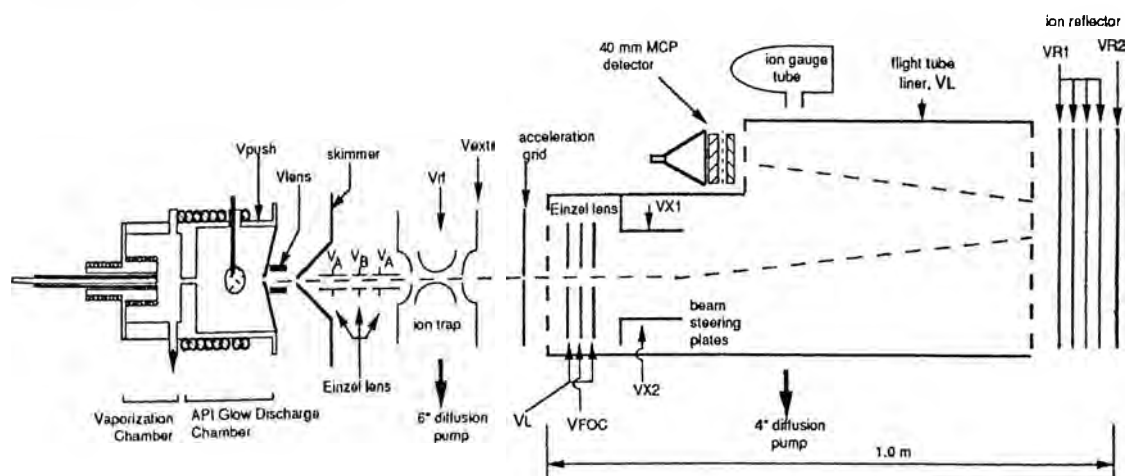 ion reflector
VR1
VR2
40 mm MCP
detector
ion gauge
tube
flight tube
liner, VL
acceleration
grid
Vextr
Vpush
skimmer
Vrf
Vlens
Einzel lens
VX1
VA
VB
VA
ion trap
beam
steering
plates
Einzel lens
VX2
Vaporization
Chamber
API Glow Discharge
Chamber
6" diffusion
pump
VL
VFOC
4" diffusion
pump
1.0 m